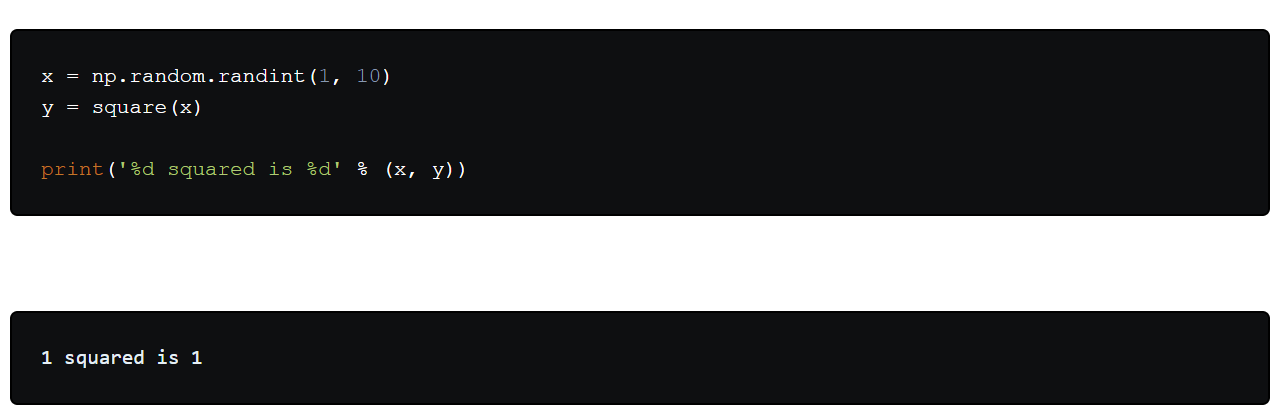 x = np.random.randint(1, 10)
y = square(x)
print('%d squared is %d' % (x, y))
1 squared is 1